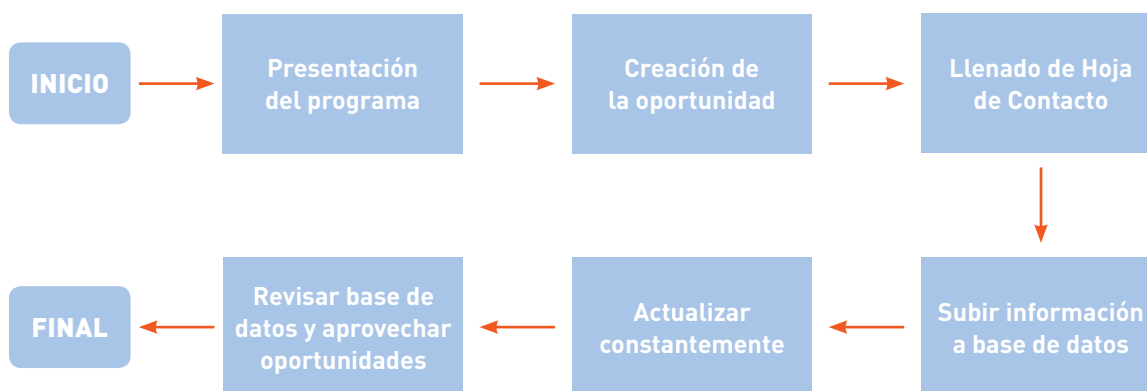 INICIO
Presentación
del programa
Creación de
la oportunidad
Llenado de Hoja
de Contacto
Subir información
a base de datos
Actualizar
constantemente
Revisar base de
datos y aprovechar
oportunidades
FINAL